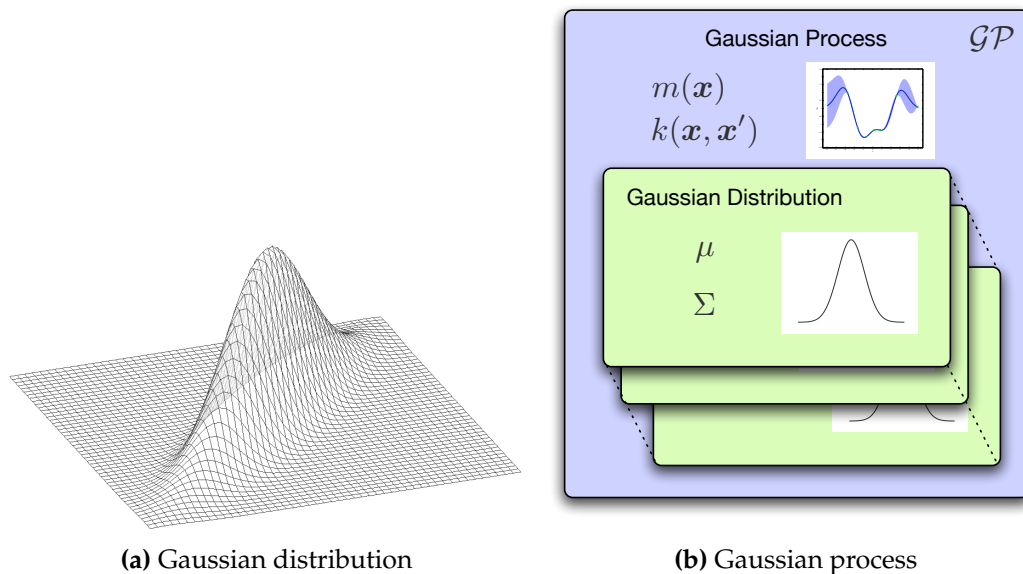 Gaussian Process
𝒢𝒫
m(𝒙)
k(𝒙, 𝒙′)
Gaussian Distribution
μ
Σ
(a) Gaussian distribution
(b) Gaussian process